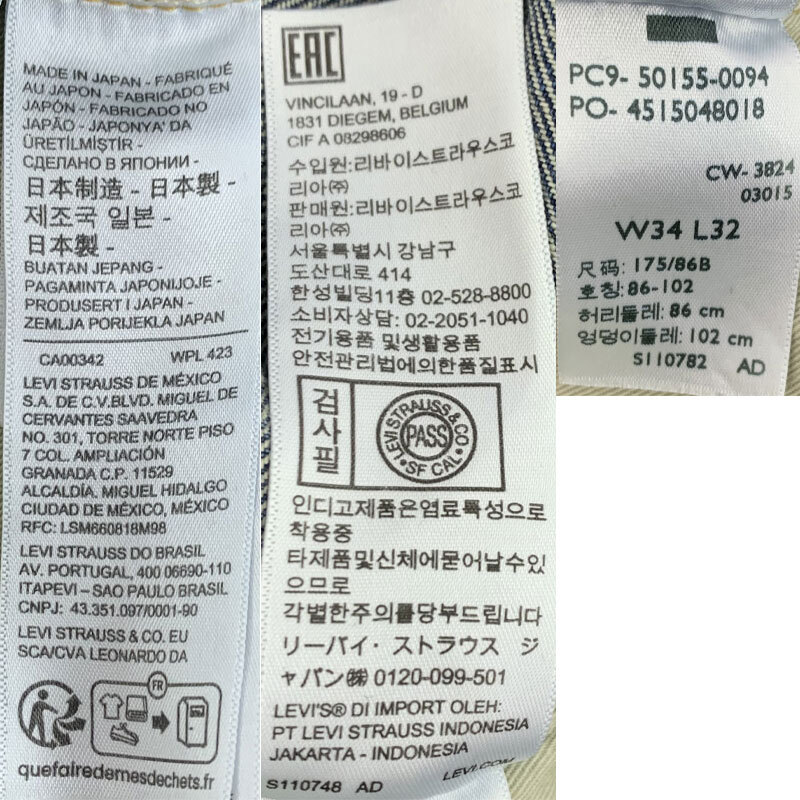 MADE IN JAPAN - FABRIQUÉ
AU JAPON - FABRICADO EN
JAPÓN - FABRICADO NO
JAPÃO - JAPONYA' DA
ÜRETİLMİŞTİR -
СДЕЛАНО В ЯПОНИИ -
日本制造 - 日本製 -
제조국 일본 -
日本製 -
BUATAN JEPANG -
PAGAMINTA JAPONIJOJE -
PRODUSERT I JAPAN -
ZEMLJA PORIJEKLA JAPAN
CA00342 WPL 423
LEVI STRAUSS DE MÉXICO
S.A. DE C.V.BLVD. MIGUEL DE
CERVANTES SAAVEDRA
NO. 301, TORRE NORTE PISO
7 COL. AMPLIACIÓN
GRANADA C.P. 11529
ALCALDÍA. MIGUEL HIDALGO
CIUDAD DE MÉXICO, MÉXICO
RFC: LSM660818M98
LEVI STRAUSS DO BRASIL
AV. PORTUGAL, 400 06690-110
ITAPEVI – SAO PAULO BRASIL
CNPJ: 43.351.097/0001-90
LEVI STRAUSS & CO. EU
SCA/CVA LEONARDO DA
FR
quefairedemesdechets.fr
EAC
VINCILAAN, 19 - D
1831 DIEGEM, BELGIUM
CIF A 08298606
수입원:리바이스트라우스코
리아㈜
판매원:리바이스트라우스코
리아㈜
서울특별시 강남구
도산대로 414
한성빌딩11층 02-528-8800
소비자상담: 02-2051-1040
전기용품 및생활용품
안전관리법에의한품질표시
검사필
LEVI STRAUSS & CO
PASS
SF CAL
인디고제품은염료특성으로
착용중
타제품및신체에묻어날수있
으므로
각별한주의를당부드립니다
リーバイ・ストラウス ジ
ャパン㈱ 0120-099-501
LEVI'S® DI IMPORT OLEH:
PT LEVI STRAUSS INDONESIA
JAKARTA - INDONESIA
S110748 AD LEVI.COM
PC9- 50155-0094
PO- 4515048018
CW- 3824
03015
W34 L32
尺码: 175/86B
호칭:86-102
허리둘레: 86 cm
엉덩이둘레: 102 cm
S110782 AD